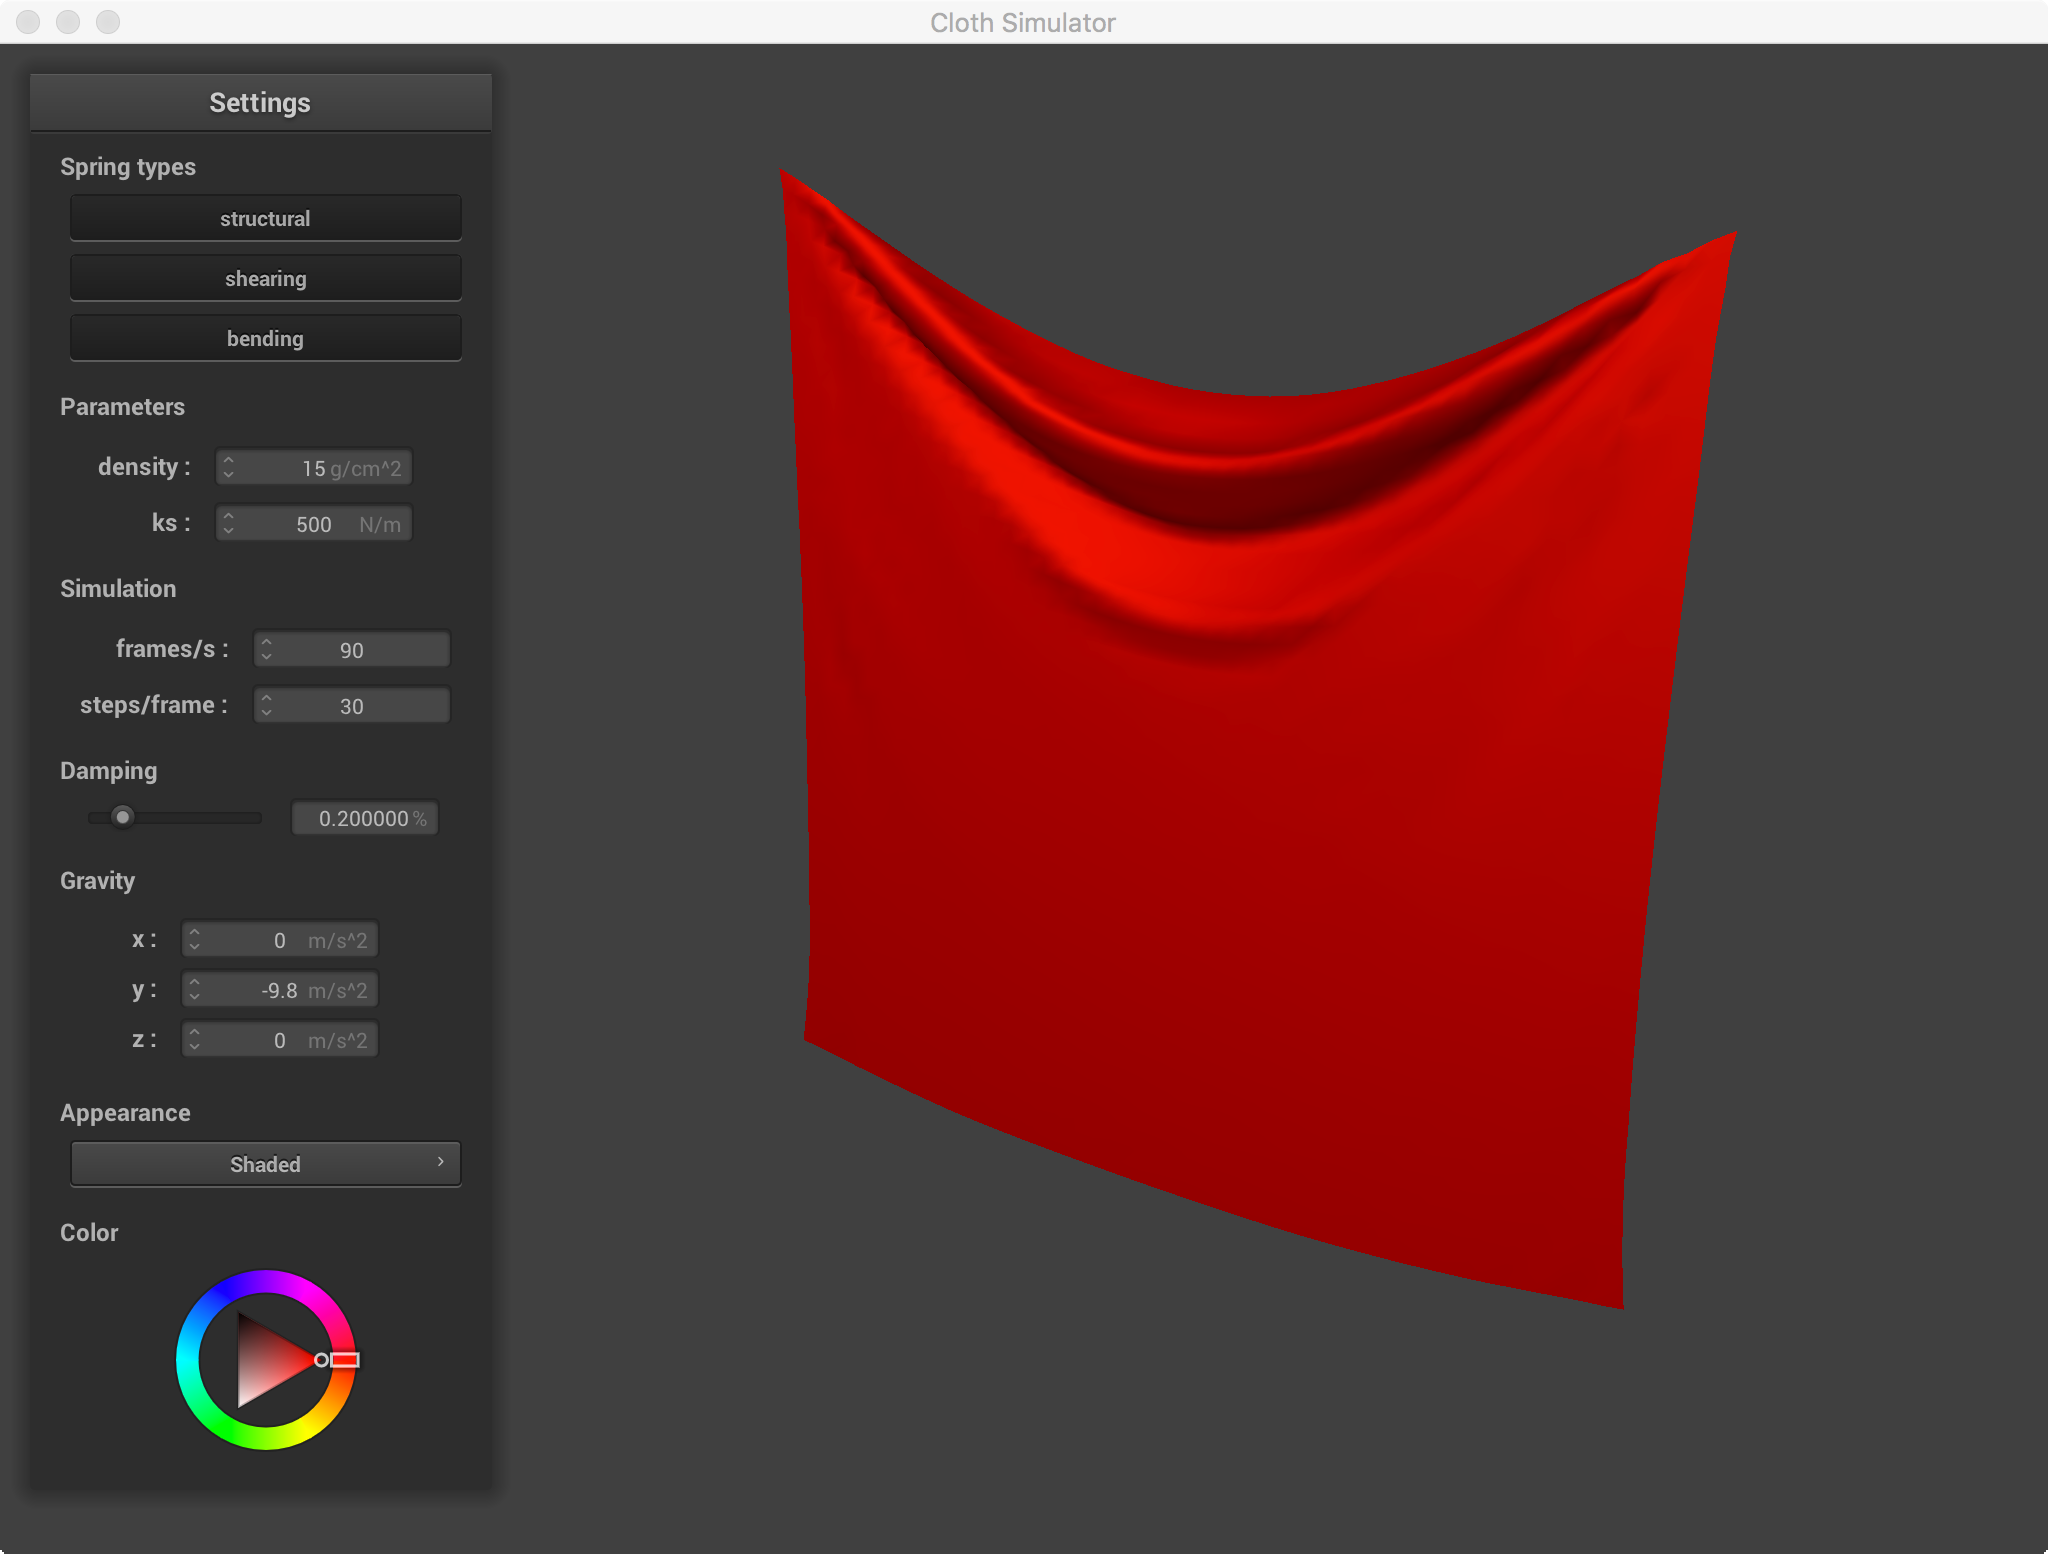 Cloth Simulator
Settings
Spring types
structural
shearing
bending
Parameters
density : 15 g/cm^2
ks : 500 N/m
Simulation
frames/s : 90
steps/frame : 30
Damping
0.200000 %
Gravity
x : 0 m/s^2
y : -9.8 m/s^2
z : 0 m/s^2
Appearance
Shaded
Color